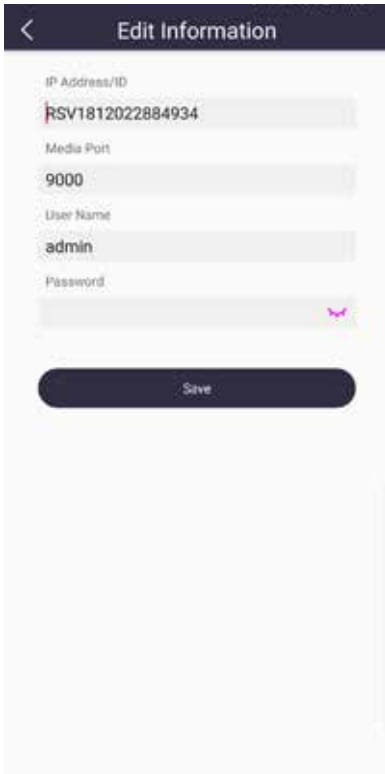 Edit Information
IP Address/ID
RSV1812022884934
Media Port
9000
User Name
admin
Password
Save